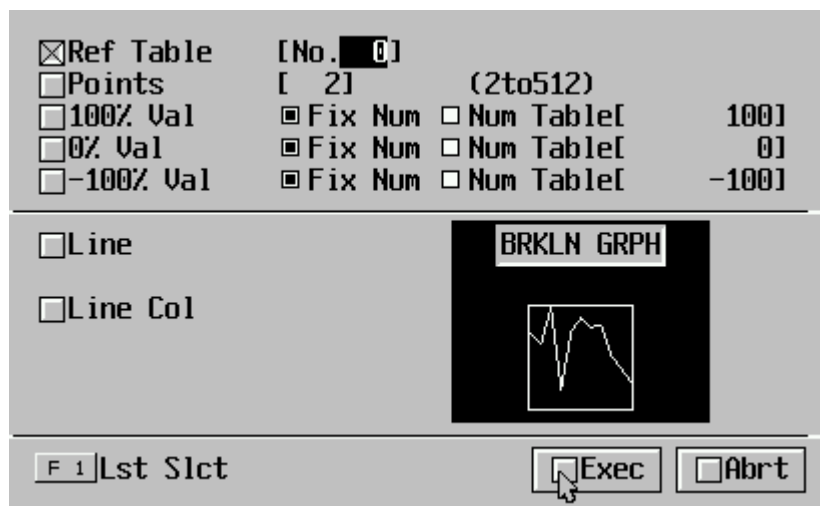 Ref Table [No. 0]
Points [ 2] (2to512)
100% Val Fix Num Num Table[ 100]
0% Val Fix Num Num Table[ 0]
-100% Val Fix Num Num Table[ -100]
Line
BRKLN GRPH
Line Col
F 1 Lst Slct
Exec
Abrt